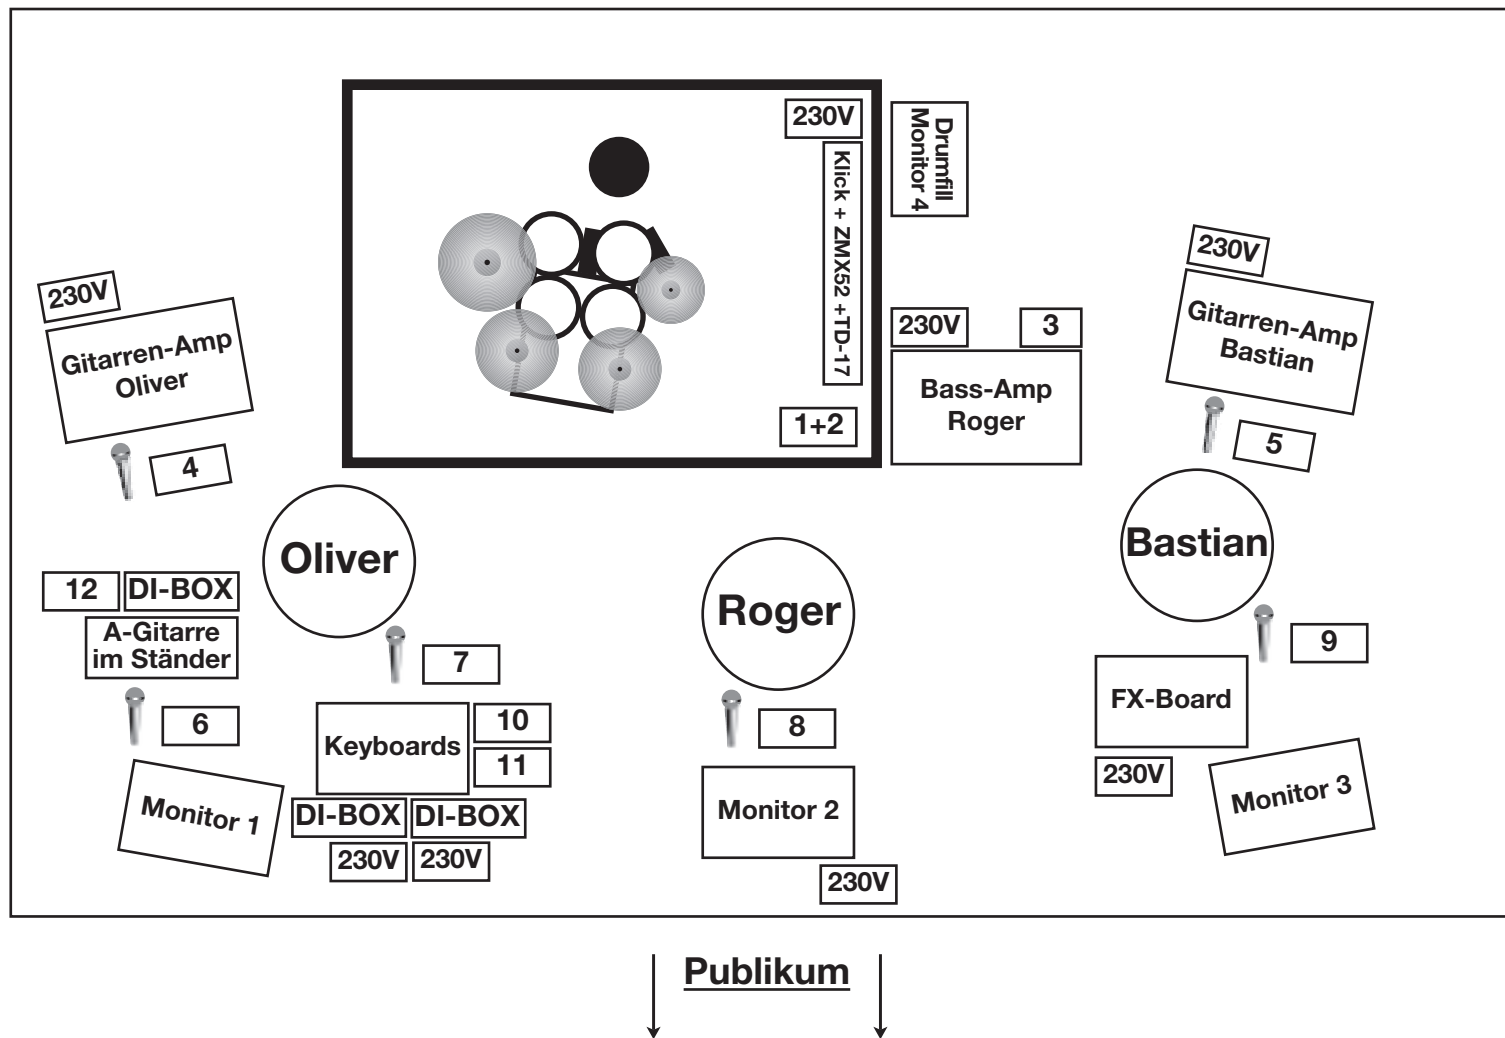 230V
Klick + ZMX52 +TD-17
1+2
Drumfill
Monitor 4
230V
Gitarren-Amp
Oliver
4
230V
3
Bass-Amp
Roger
230V
Gitarren-Amp
Bastian
5
Oliver
Roger
Bastian
12
DI-BOX
A-Gitarre
im Ständer
6
7
Monitor 1
Keyboards
10
11
DI-BOX
DI-BOX
230V
230V
8
Monitor 2
230V
9
FX-Board
230V
Monitor 3
Publikum